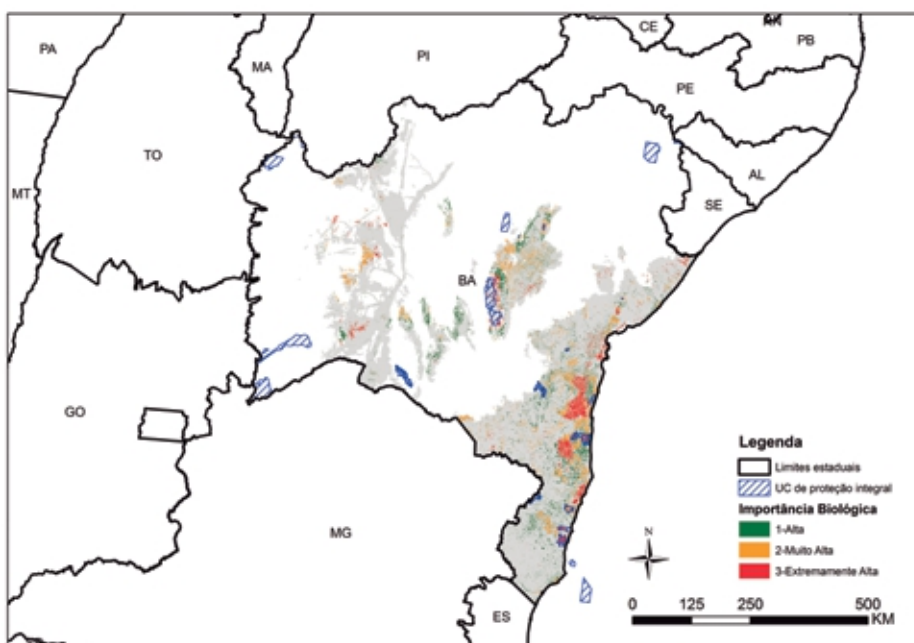 CE
PB
PA
MA
PI
PE
TO
AL
MT
SE
BA
GO
MG
ES
Legenda
Limites estaduais
UC de proteção integral
Importância Biológica
1-Alta
2-Muito Alta
3-Extremamente Alta
N
0 125 250 500
KM